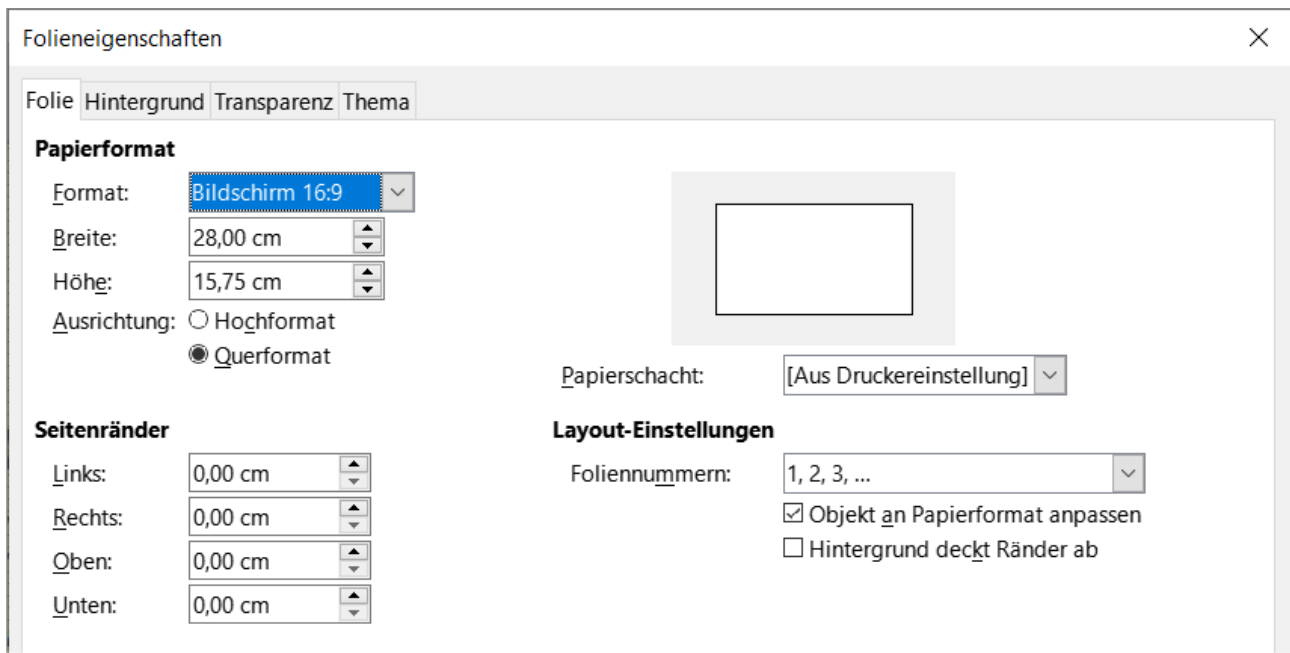 Folieneigenschaften
Folie Hintergrund Transparenz Thema
Papierformat
Format: Bildschirm 16:9
Breite: 28,00 cm
Höhe: 15,75 cm
Ausrichtung: Hochformat
Querformat
Papierschacht: [Aus Druckereinstellung]
Seitenränder
Links: 0,00 cm
Rechts: 0,00 cm
Oben: 0,00 cm
Unten: 0,00 cm
Layout-Einstellungen
Foliennummern: 1, 2, 3, ...
Objekt an Papierformat anpassen
Hintergrund deckt Ränder ab